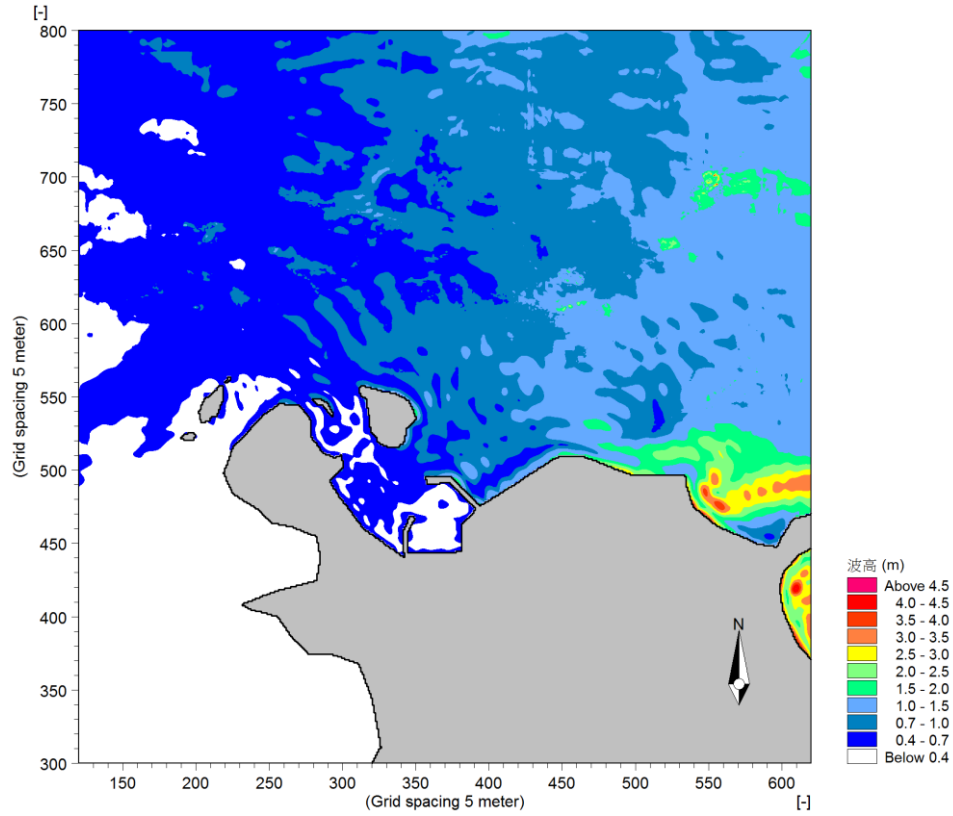 [-]
800
750
700
650
600
550
500
450
400
350
300
(Grid spacing 5 meter)
150 200 250 300 350 400 450 500 550 600
(Grid spacing 5 meter)
[-]
N
波高 (m)
Above 4.5
4.0 - 4.5
3.5 - 4.0
3.0 - 3.5
2.5 - 3.0
2.0 - 2.5
1.5 - 2.0
1.0 - 1.5
0.7 - 1.0
0.4 - 0.7
Below 0.4